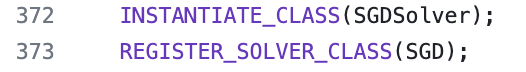 372 INSTANTIATE_CLASS(SGDSolver);
373 REGISTER_SOLVER_CLASS(SGD);